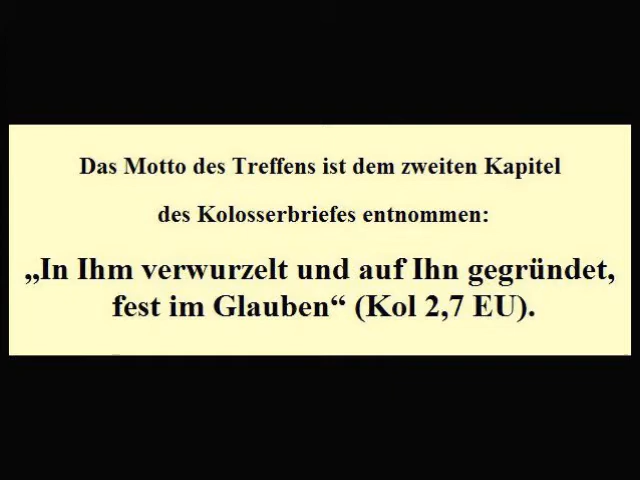 Das Motto des Treffens ist dem zweiten Kapitel
des Kolosserbriefes entnommen:
„In Ihm verwurzelt und auf Ihn gegründet,
fest im Glauben“ (Kol 2,7 EU).